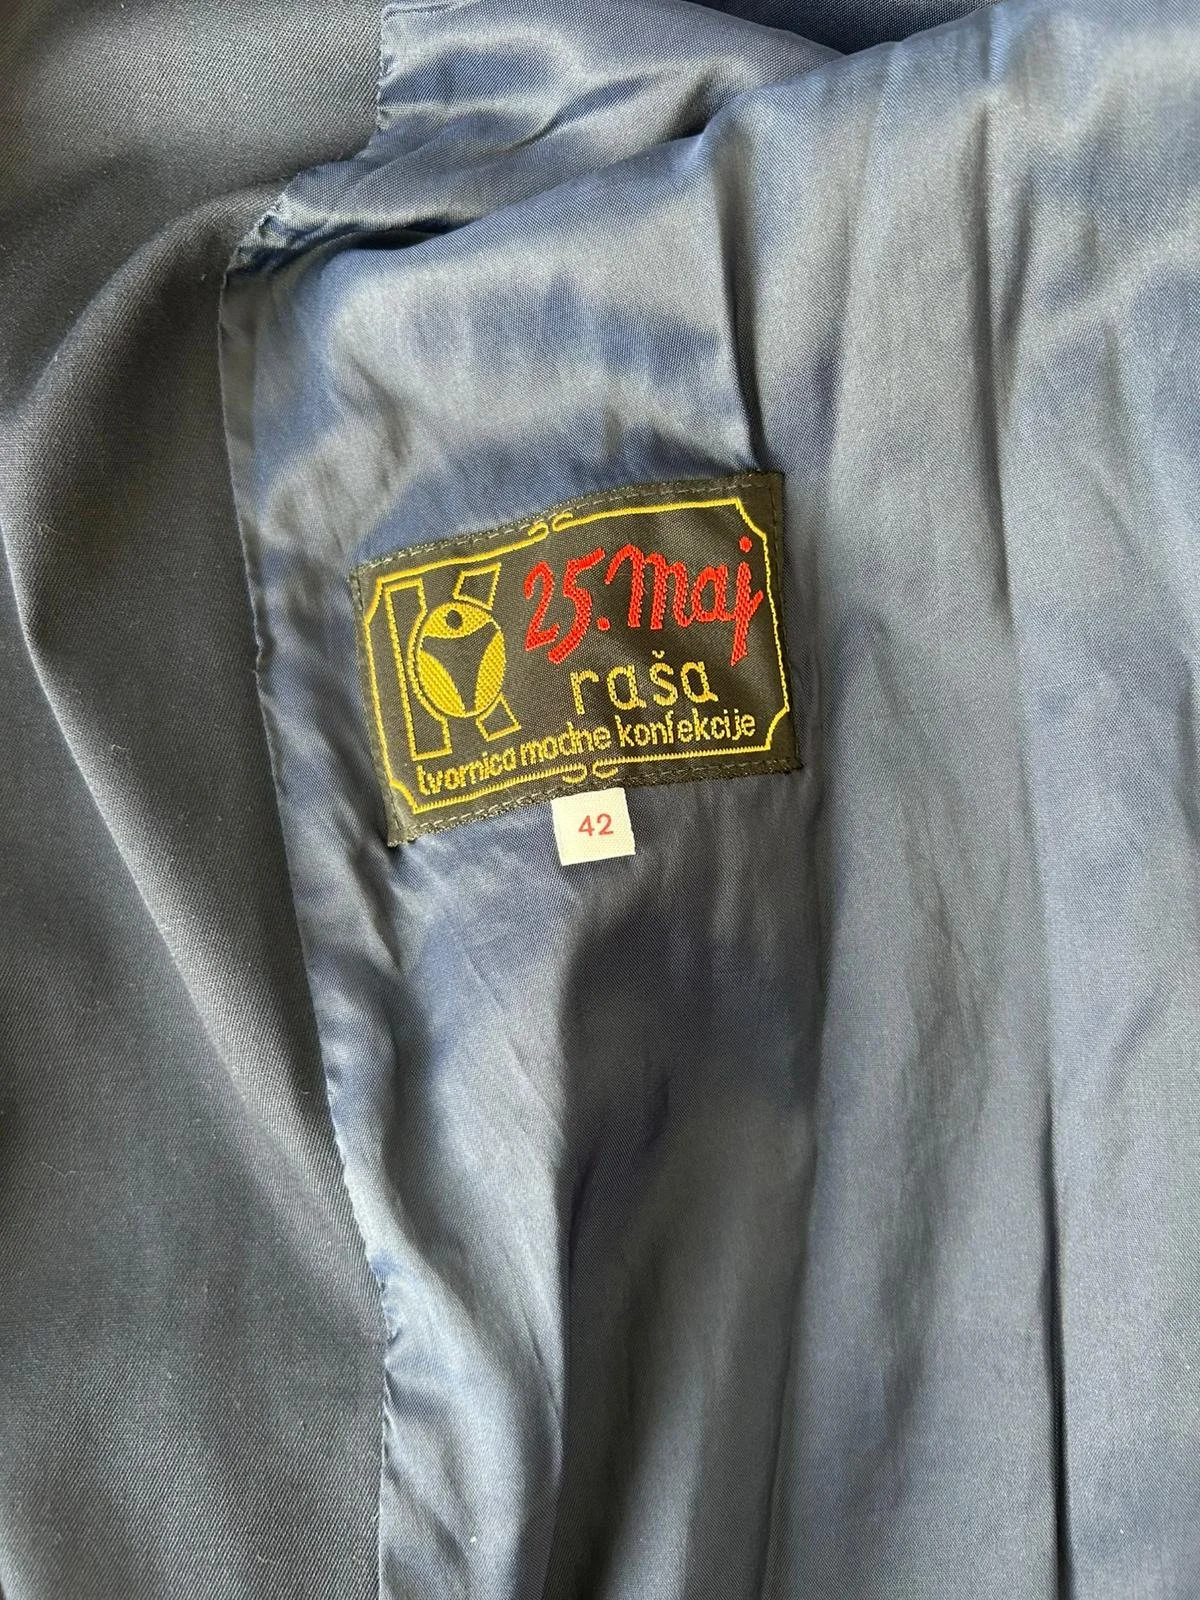 K 25. Maj
raša
tvornica modne konfekcije
42